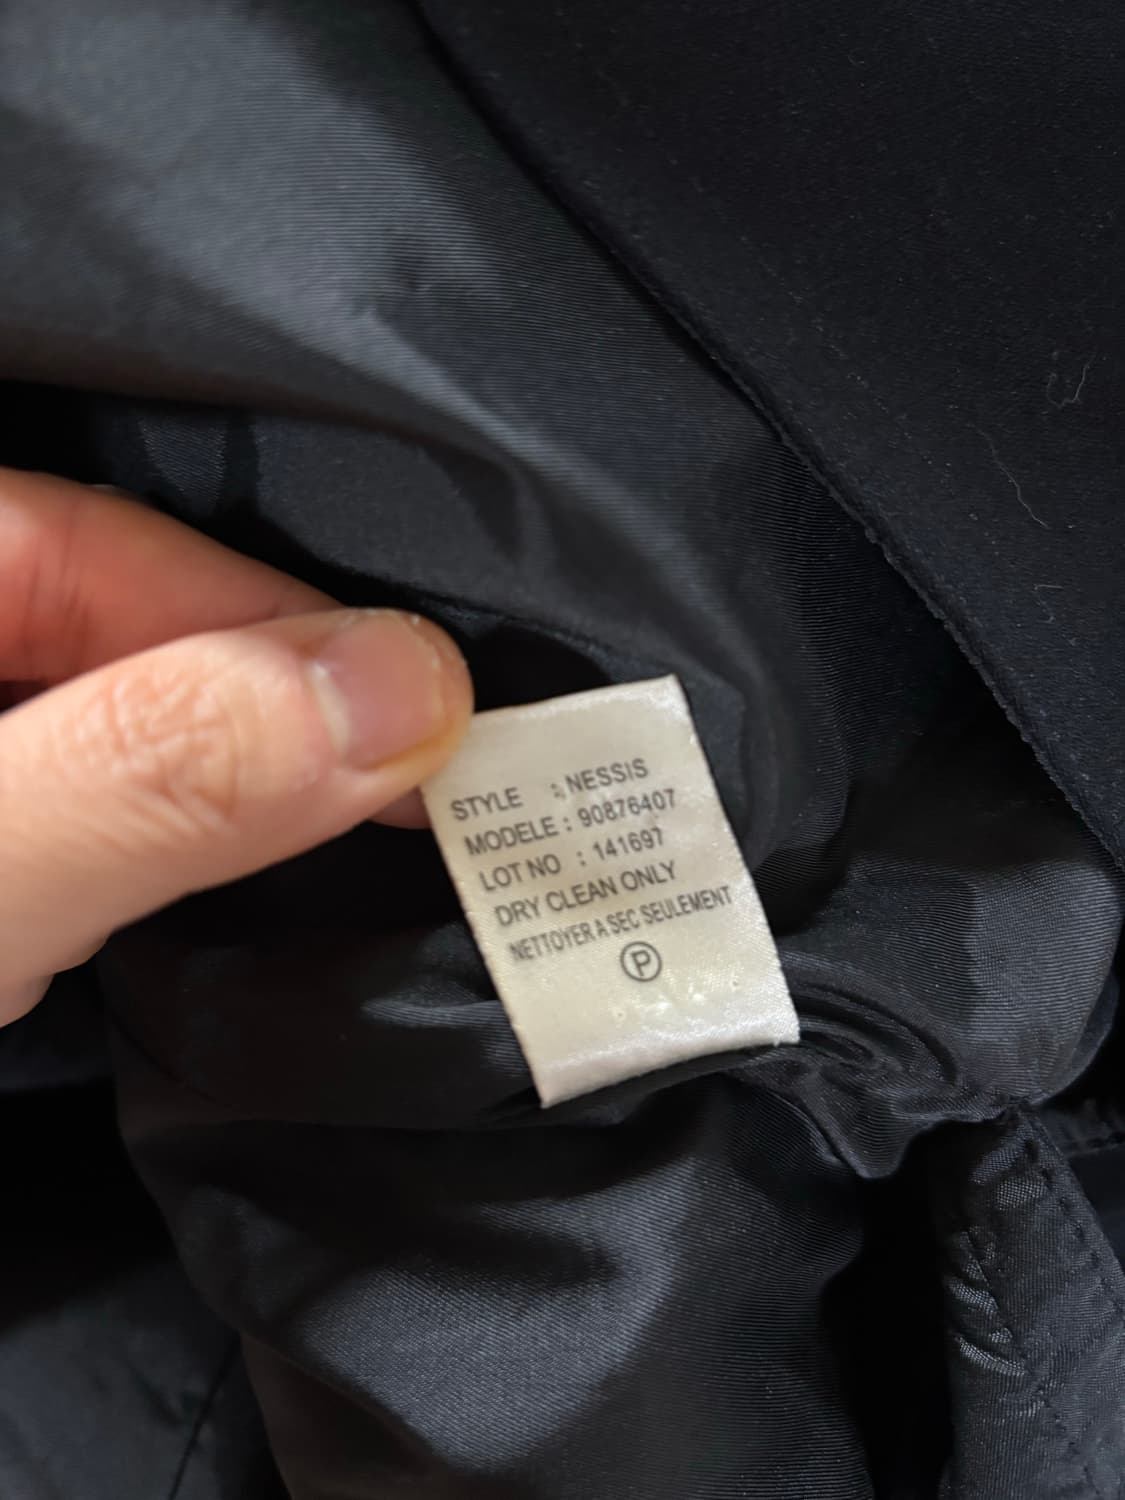 STYLE : NESSIS
MODELE : 90876407
LOT NO : 141697
DRY CLEAN ONLY
NETTOYER A SEC SEULEMENT
P